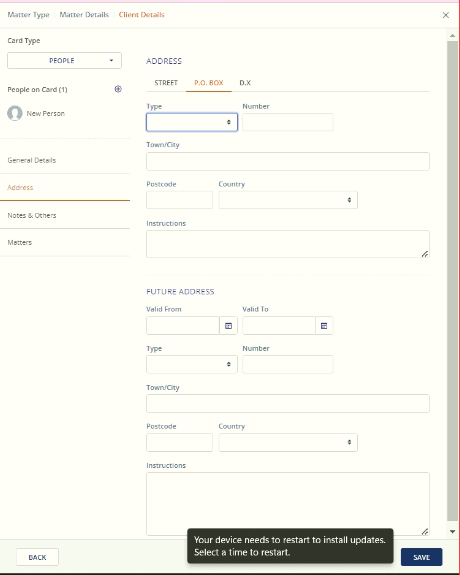 Matter Type Matter Details Client Details
Card Type
PEOPLE
People on Card (1)
New Person
General Details
Address
Notes & Others
Matters
ADDRESS
STREET P.O. BOX D.X
Type Number
Town/City
Postcode Country
Instructions
FUTURE ADDRESS
Valid From Valid To
Type Number
Town/City
Postcode Country
Instructions
Your device needs to restart to install updates.
Select a time to restart.
BACK SAVE